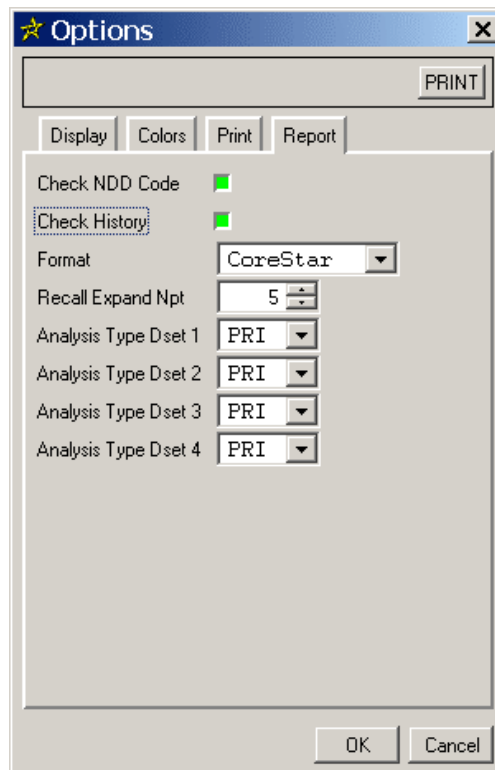 Options
PRINT
Display Colors Print Report
Check NDD Code
Check History
Format CoreStar
Recall Expand Npt 5
Analysis Type Dset 1 PRI
Analysis Type Dset 2 PRI
Analysis Type Dset 3 PRI
Analysis Type Dset 4 PRI
OK Cancel